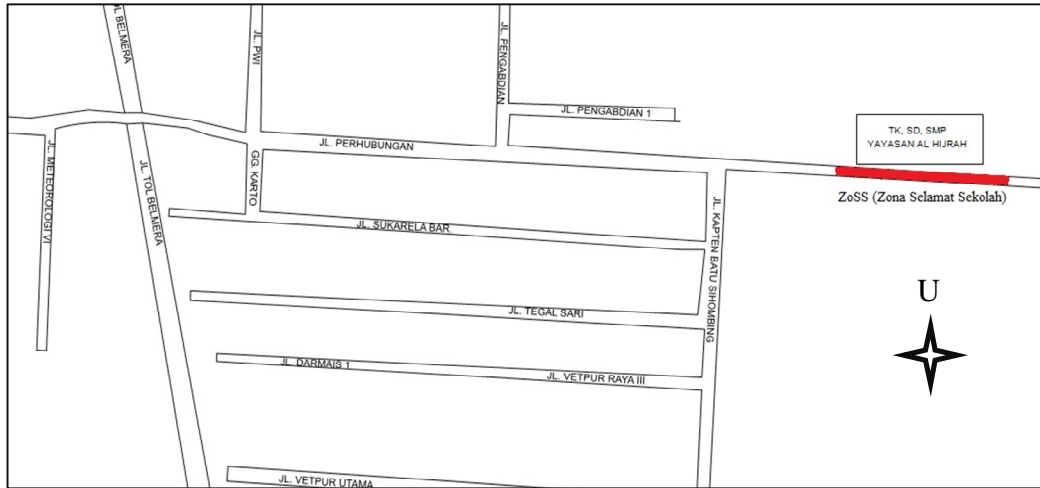 OL BELMERA
JL. PWI
JL. PENGABDIAN
JL. PENGABDIAN 1
TK, SD, SMP
YAYASAN AL HIJRAH
JL. PERHUBUNGAN
JL. METEOROLOGI VI
JL. TOL BELMERA
GG. KARTO
ZoSS (Zona Selamat Sekolah)
JL. KAPTEN BATU SIHOMBING
JL. SUKARELA BAR.
U
JL. TEGAL SARI
JL. DARMAIS 1
JL. VETPUR RAYA III
JL. VETPUR UTAMA